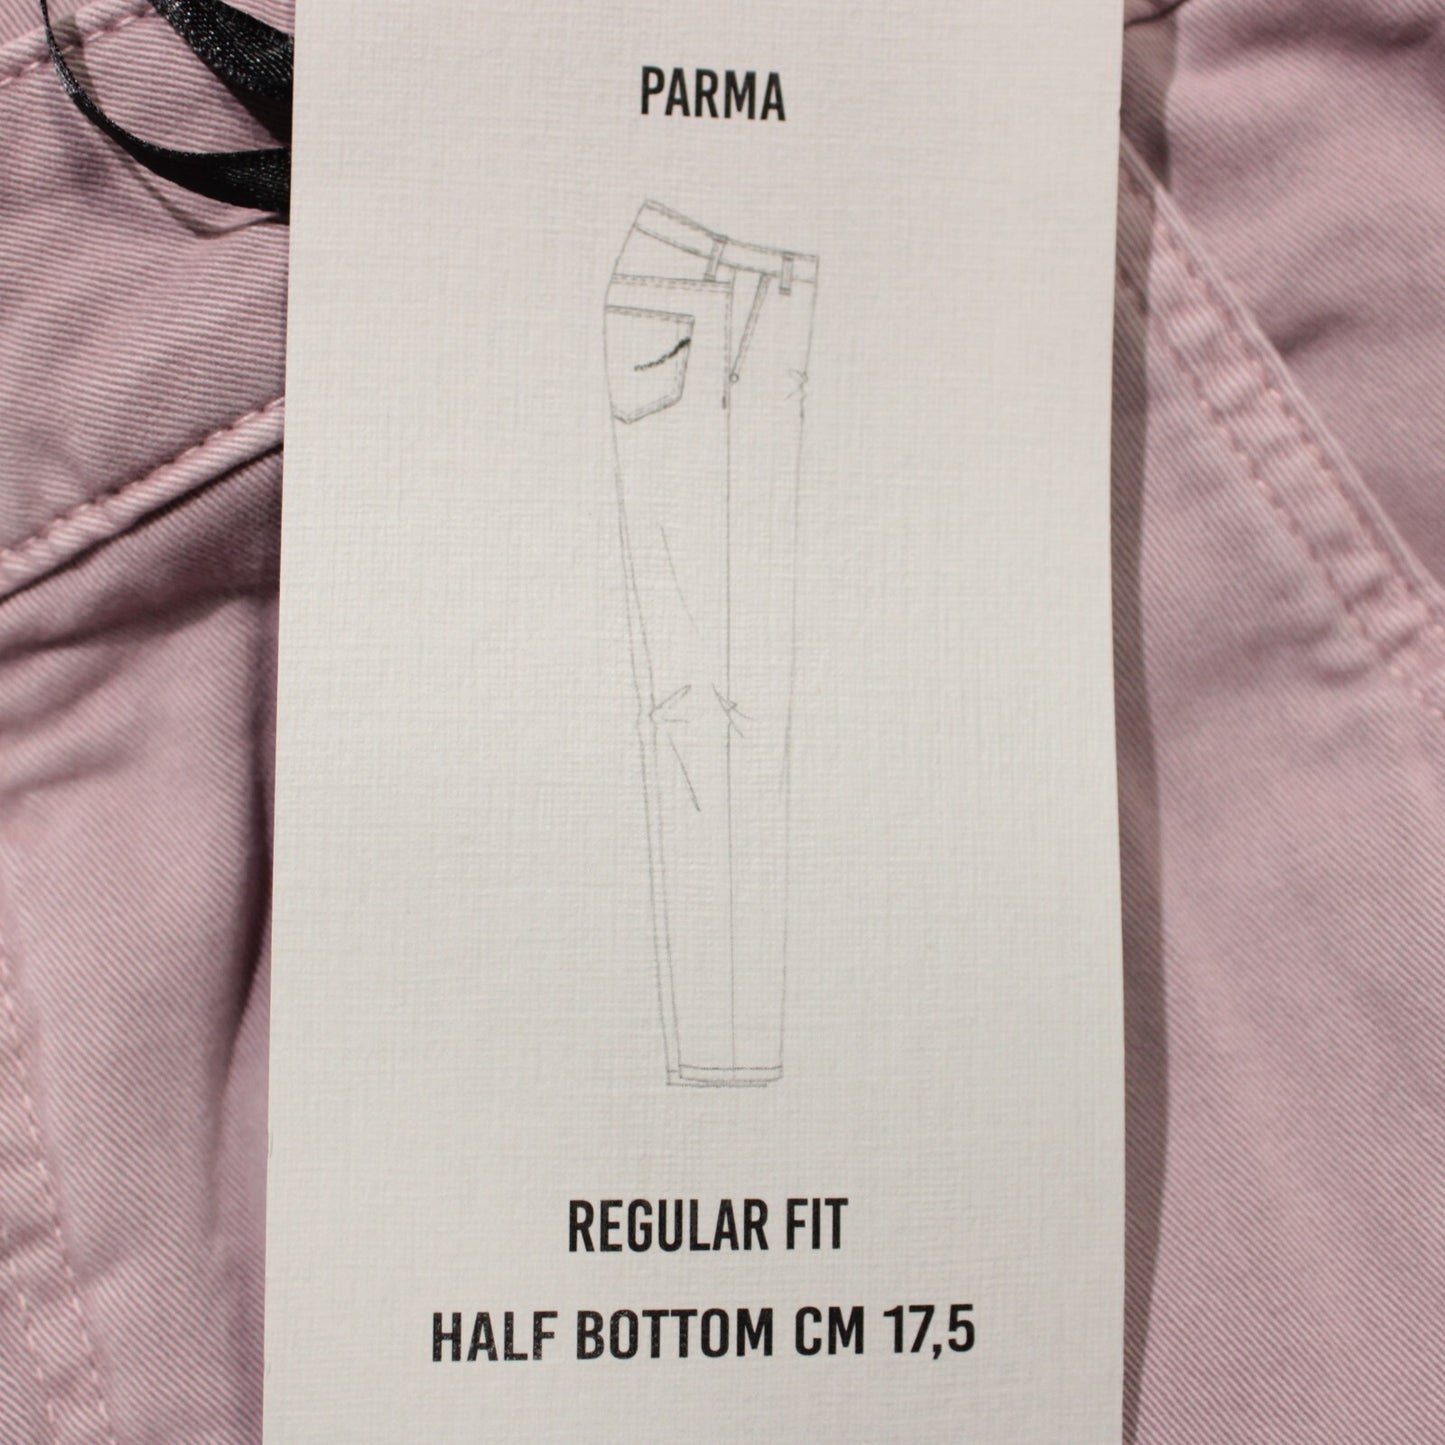 PARMA
REGULAR FIT
HALF BOTTOM CM 17,5